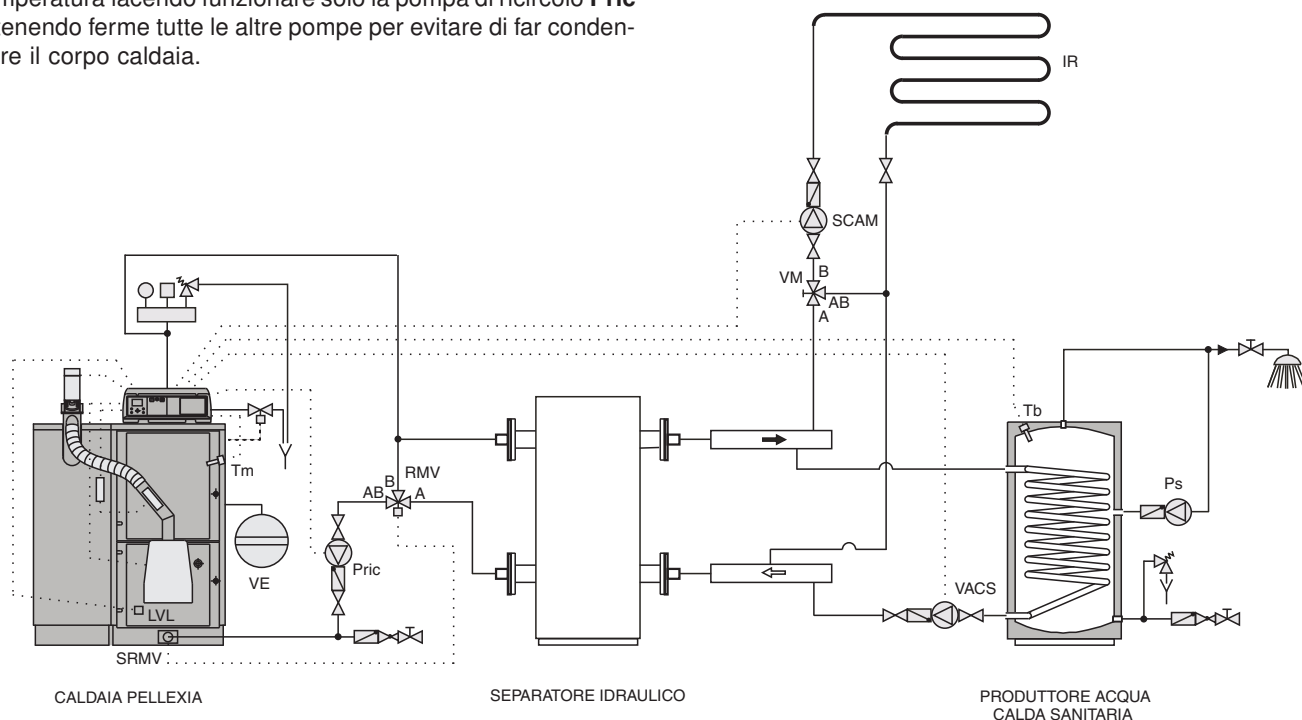 funzionare solo la pompa di ricircolo Pric
tenendo ferme tutte le altre pompe per evitare di far conden-
re il corpo caldaia.
IR
SCAM
VM
B
AB
A
Tb
Tm
RMV
B
AB
A
Ps
VE
Pric
VACS
LVL
SRMV
CALDAIA PELLEXIA
SEPARATORE IDRAULICO
PRODUTTORE ACQUA
CALDA SANITARIA